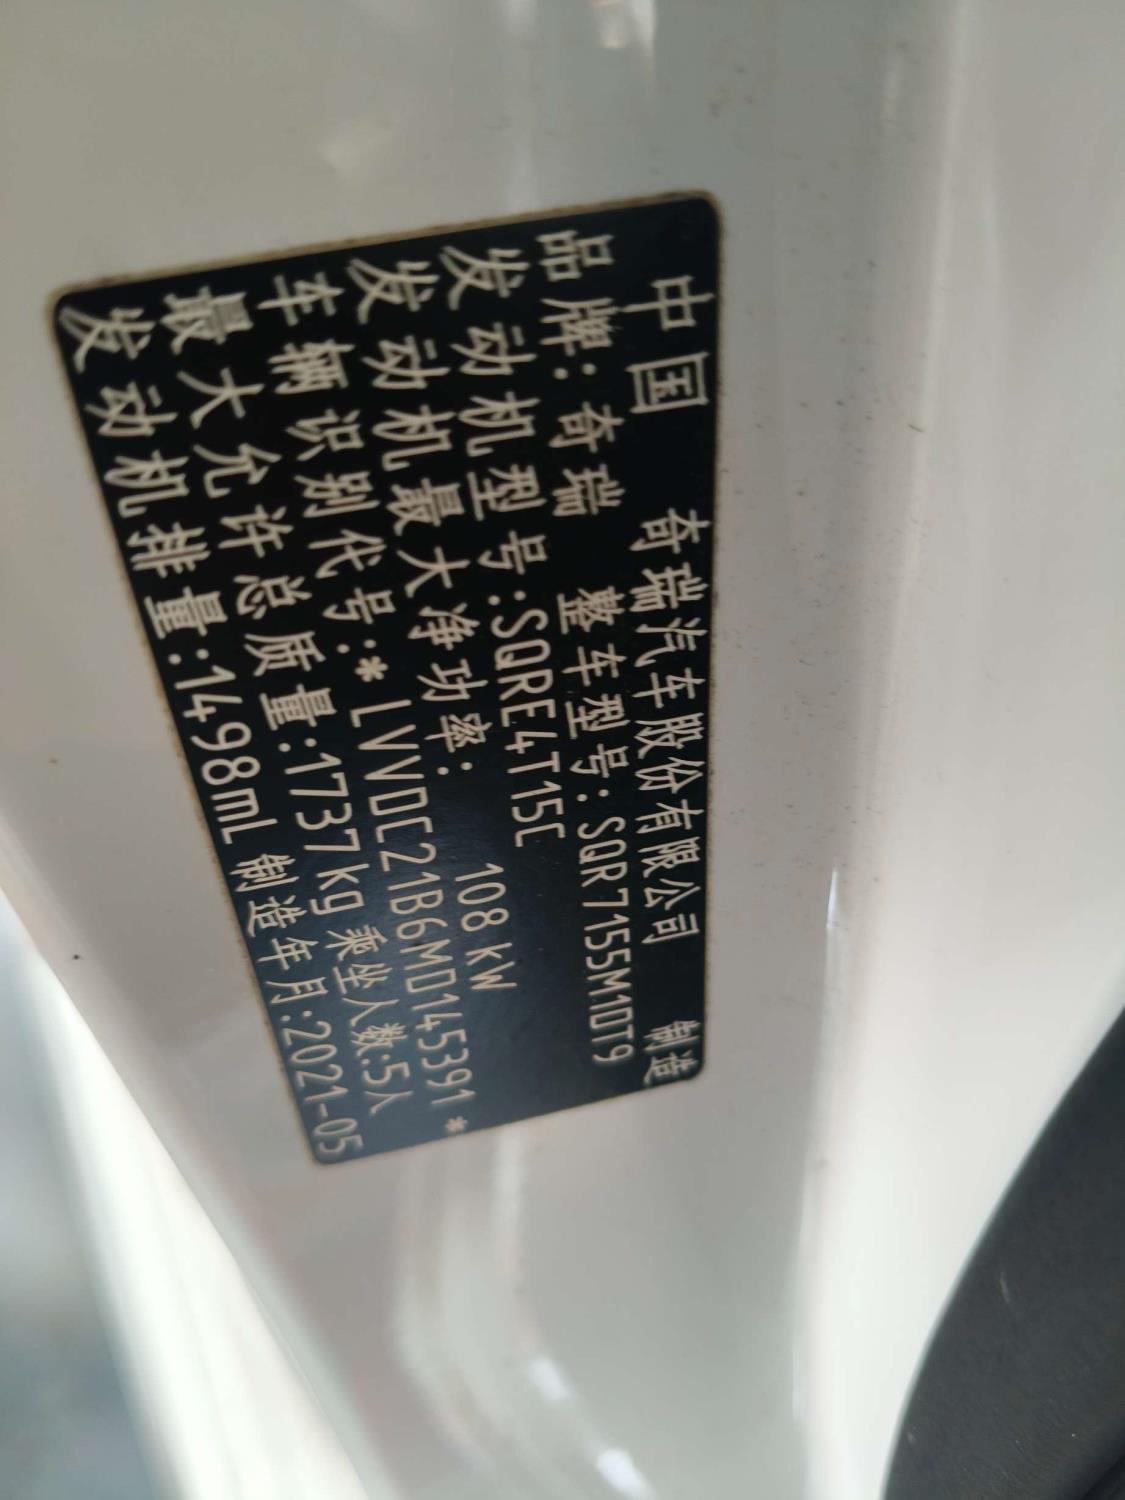 中国 奇瑞汽车股份有限公司 制造
品牌:奇瑞 整车型号:SQR7155M1DT9
发动机型号:SQRE4T15C
发动机最大净功率: 108 kW
车辆识别代号:* LVVDC21B6MD145391 *
最大允许总质量:1737kg 乘坐人数:5人
发动机排量:1498mL 制造年月:2021-05